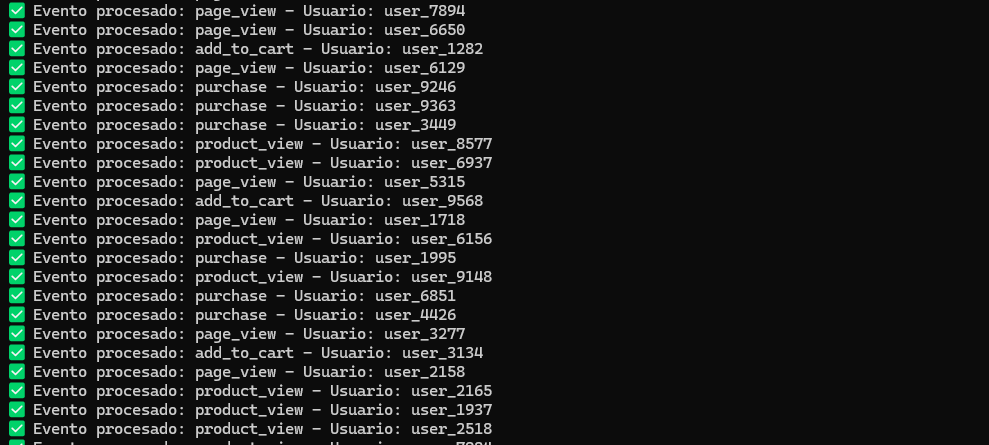 ✅ Evento procesado: page_view - Usuario: user_7894
✅ Evento procesado: page_view - Usuario: user_6650
✅ Evento procesado: add_to_cart - Usuario: user_1282
✅ Evento procesado: page_view - Usuario: user_6129
✅ Evento procesado: purchase - Usuario: user_9246
✅ Evento procesado: purchase - Usuario: user_9363
✅ Evento procesado: purchase - Usuario: user_3449
✅ Evento procesado: product_view - Usuario: user_8577
✅ Evento procesado: product_view - Usuario: user_6937
✅ Evento procesado: page_view - Usuario: user_5315
✅ Evento procesado: add_to_cart - Usuario: user_9568
✅ Evento procesado: page_view - Usuario: user_1718
✅ Evento procesado: product_view - Usuario: user_6156
✅ Evento procesado: purchase - Usuario: user_1995
✅ Evento procesado: product_view - Usuario: user_9148
✅ Evento procesado: purchase - Usuario: user_6851
✅ Evento procesado: purchase - Usuario: user_4426
✅ Evento procesado: page_view - Usuario: user_3277
✅ Evento procesado: add_to_cart - Usuario: user_3134
✅ Evento procesado: page_view - Usuario: user_2158
✅ Evento procesado: product_view - Usuario: user_2165
✅ Evento procesado: product_view - Usuario: user_1937
✅ Evento procesado: product_view - Usuario: user_2518
✅ Evento procesado: product_view - Usuario: